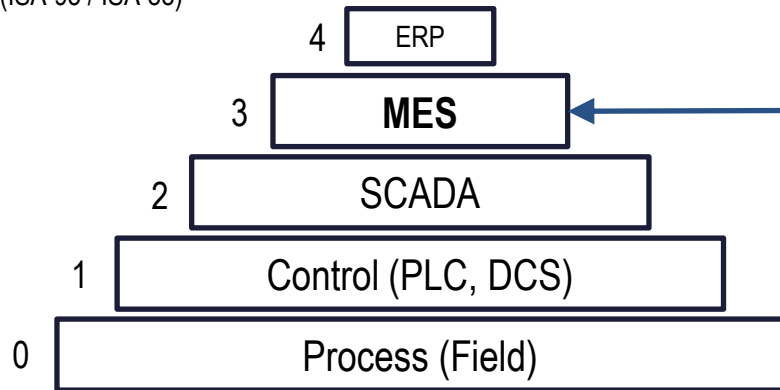 4 ERP
3 MES
2 SCADA
1 Control (PLC, DCS)
0 Process (Field)